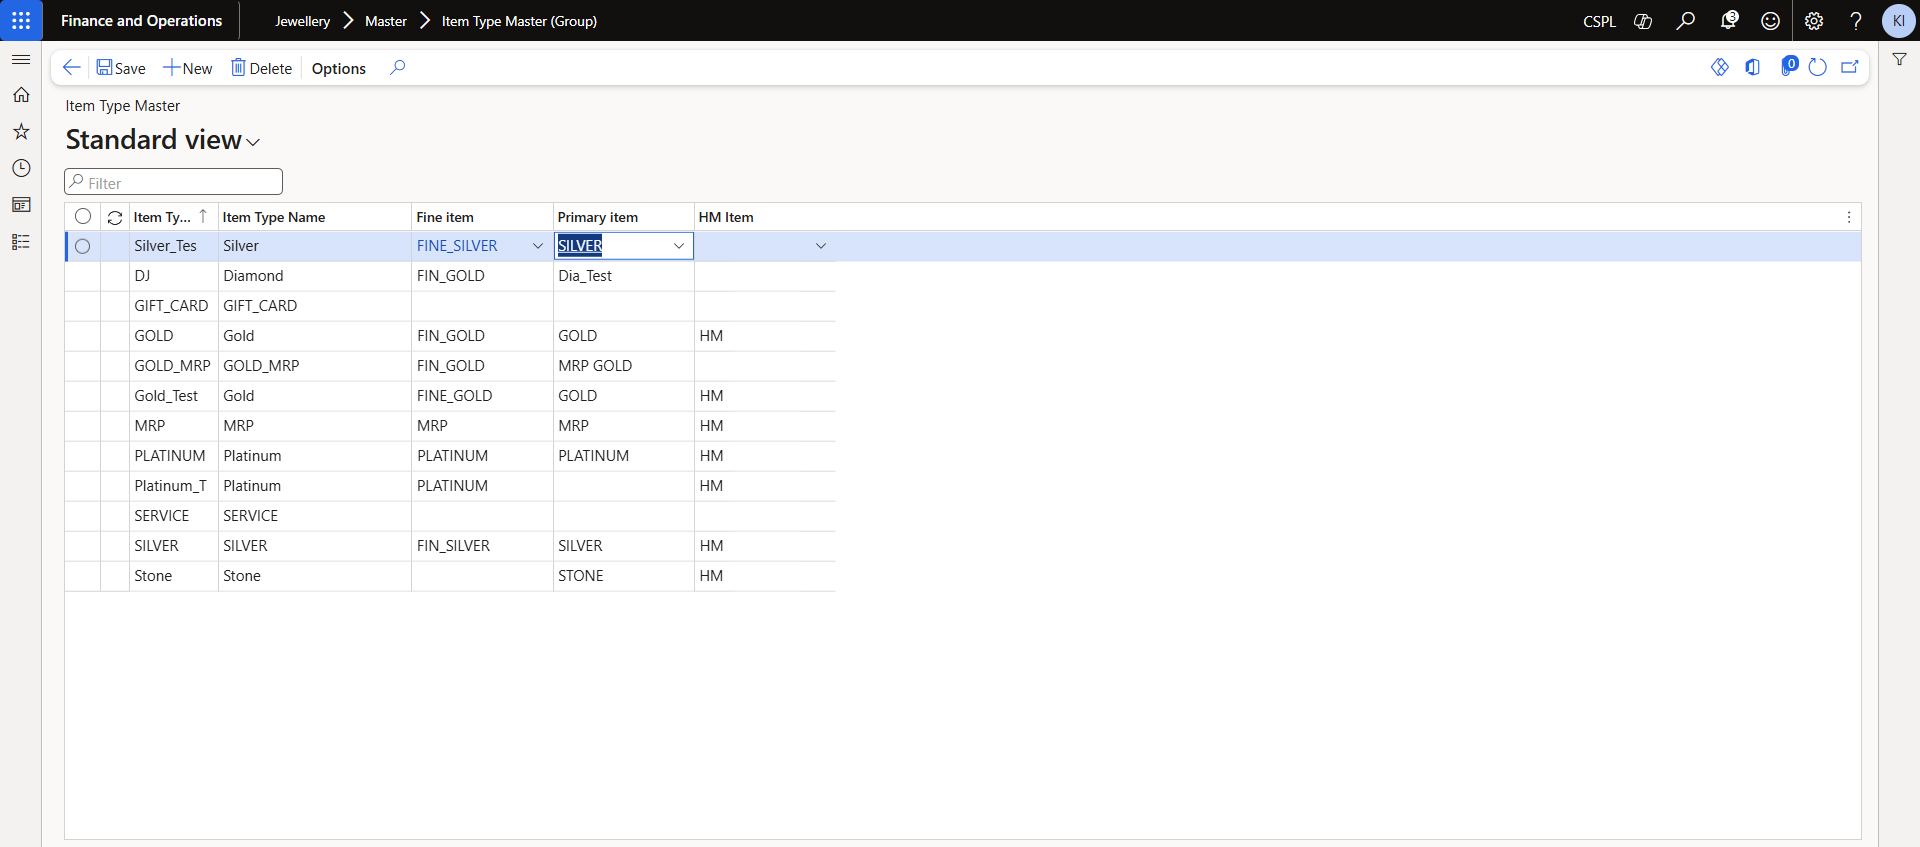 Finance and Operations Jewellery Master Item Type Master (Group) CSPL 3 KI
Save New Delete Options 0
Item Type Master
Standard view
Filter
Item Ty... Item Type Name Fine item Primary item HM Item
Silver_Tes Silver FINE_SILVER SILVER
DJ Diamond FIN_GOLD Dia_Test
GIFT_CARD GIFT_CARD
GOLD Gold FIN_GOLD GOLD HM
GOLD_MRP GOLD_MRP FIN_GOLD MRP GOLD
Gold_Test Gold FINE_GOLD GOLD HM
MRP MRP MRP MRP HM
PLATINUM Platinum PLATINUM PLATINUM HM
Platinum_T Platinum PLATINUM HM
SERVICE SERVICE
SILVER SILVER FIN_SILVER SILVER HM
Stone Stone STONE HM